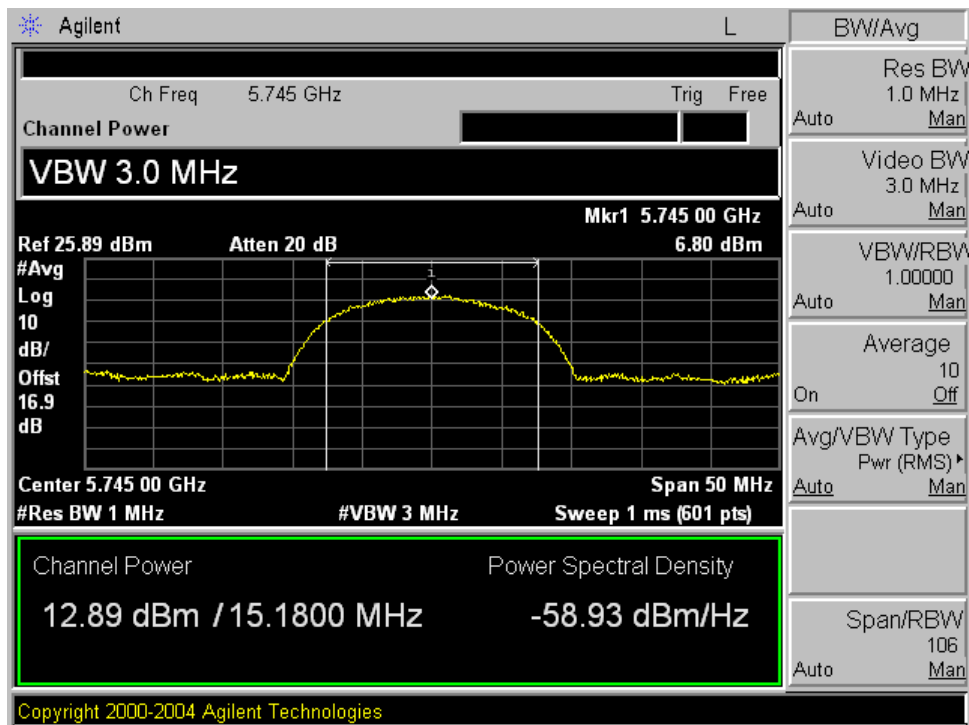 Agilent
L
Ch Freq 5.745 GHz
Trig Free
Channel Power
VBW 3.0 MHz
Mkr1 5.745 00 GHz
Ref 25.89 dBm Atten 20 dB 6.80 dBm
#Avg
Log
10
dB/
Offst
16.9
dB
1
Center 5.745 00 GHz Span 50 MHz
#Res BW 1 MHz #VBW 3 MHz Sweep 1 ms (601 pts)
Channel Power Power Spectral Density
12.89 dBm / 15.1800 MHz -58.93 dBm/Hz
Copyright 2000-2004 Agilent Technologies
BW/Avg
Res BW
1.0 MHz
Auto Man
Video BW
3.0 MHz
Auto Man
VBW/RBW
1.00000
Auto Man
Average
10
On Off
Avg/VBW Type
Pwr (RMS)
Auto Man
Span/RBW
106
Auto Man